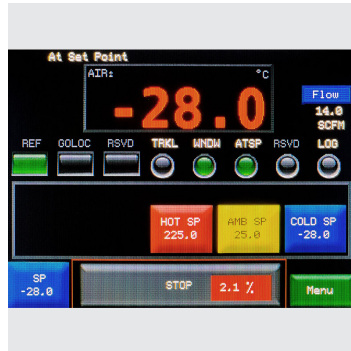 At Set Point
AIR: °C
-28.0
Flow
14.0
SCFM
REF GOLOC RSVD TRKL WNDW ATSP RSVD LOG
HOT SP
225.0
AMB SP
25.0
COLD SP
-28.0
SP
-28.0
STOP
2.1 %
Menu